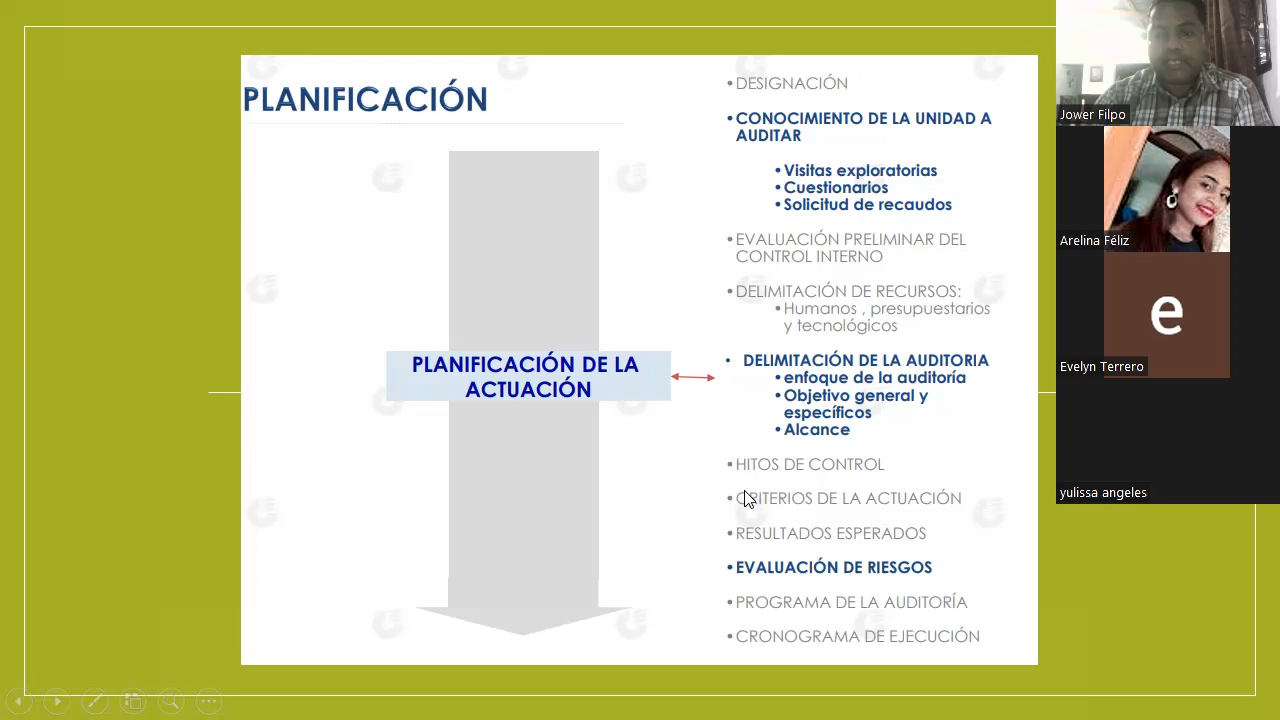 PLANIFICACIÓN
PLANIFICACIÓN DE LA
ACTUACIÓN
•DESIGNACIÓN
•CONOCIMIENTO DE LA UNIDAD A
AUDITAR
•Visitas exploratorias
•Cuestionarios
•Solicitud de recaudos
•EVALUACIÓN PRELIMINAR DEL
CONTROL INTERNO
•DELIMITACIÓN DE RECURSOS:
•Humanos , presupuestarios
y tecnológicos
• DELIMITACIÓN DE LA AUDITORIA
•enfoque de la auditoría
•Objetivo general y
específicos
•Alcance
•HITOS DE CONTROL
•CRITERIOS DE LA ACTUACIÓN
•RESULTADOS ESPERADOS
•EVALUACIÓN DE RIESGOS
•PROGRAMA DE LA AUDITORÍA
•CRONOGRAMA DE EJECUCIÓN
Jower Filpo
Arelina Féliz
e
Evelyn Terrero
yulissa angeles